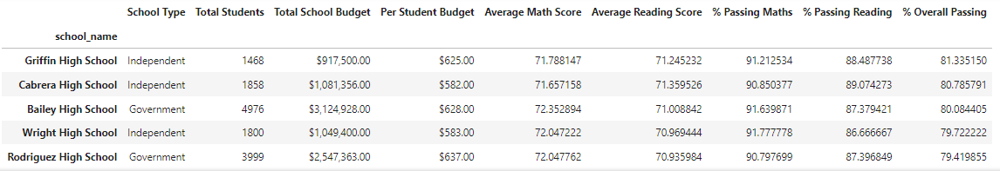 School Type Total Students Total School Budget Per Student Budget Average Math Score Average Reading Score % Passing Maths % Passing Reading % Overall Passing
school_name
Griffin High School Independent 1468 $917,500.00 $625.00 71.788147 71.245232 91.212534 88.487738 81.335150
Cabrera High School Independent 1858 $1,081,356.00 $582.00 71.657158 71.359526 90.850377 89.074273 80.785791
Bailey High School Government 4976 $3,124,928.00 $628.00 72.352894 71.008842 91.639871 87.379421 80.084405
Wright High School Independent 1800 $1,049,400.00 $583.00 72.047222 70.969444 91.777778 86.666667 79.722222
Rodriguez High School Government 3999 $2,547,363.00 $637.00 72.047762 70.935984 90.797699 87.396849 79.419855